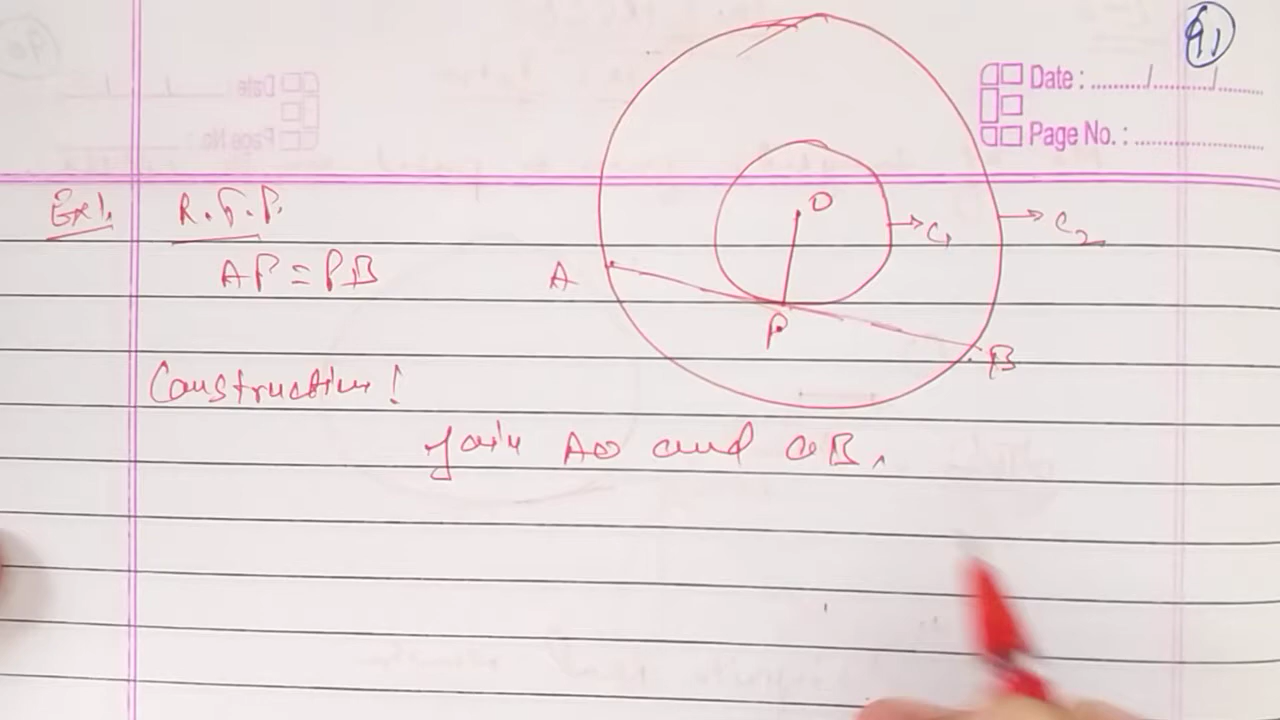 91
Date : ......../......../........
Page No. : ........................
Ex1. R.T.P.
O
C1
C2
AP = PB
A
P
B
Construction!
Join AO and OB,